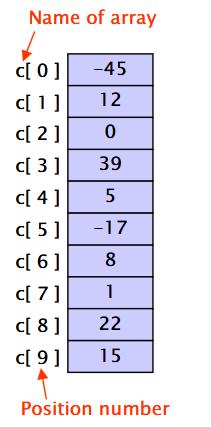 Name of array
c[ 0 ] -45
c[ 1 ] 12
c[ 2 ] 0
c[ 3 ] 39
c[ 4 ] 5
c[ 5 ] -17
c[ 6 ] 8
c[ 7 ] 1
c[ 8 ] 22
c[ 9 ] 15
Position number